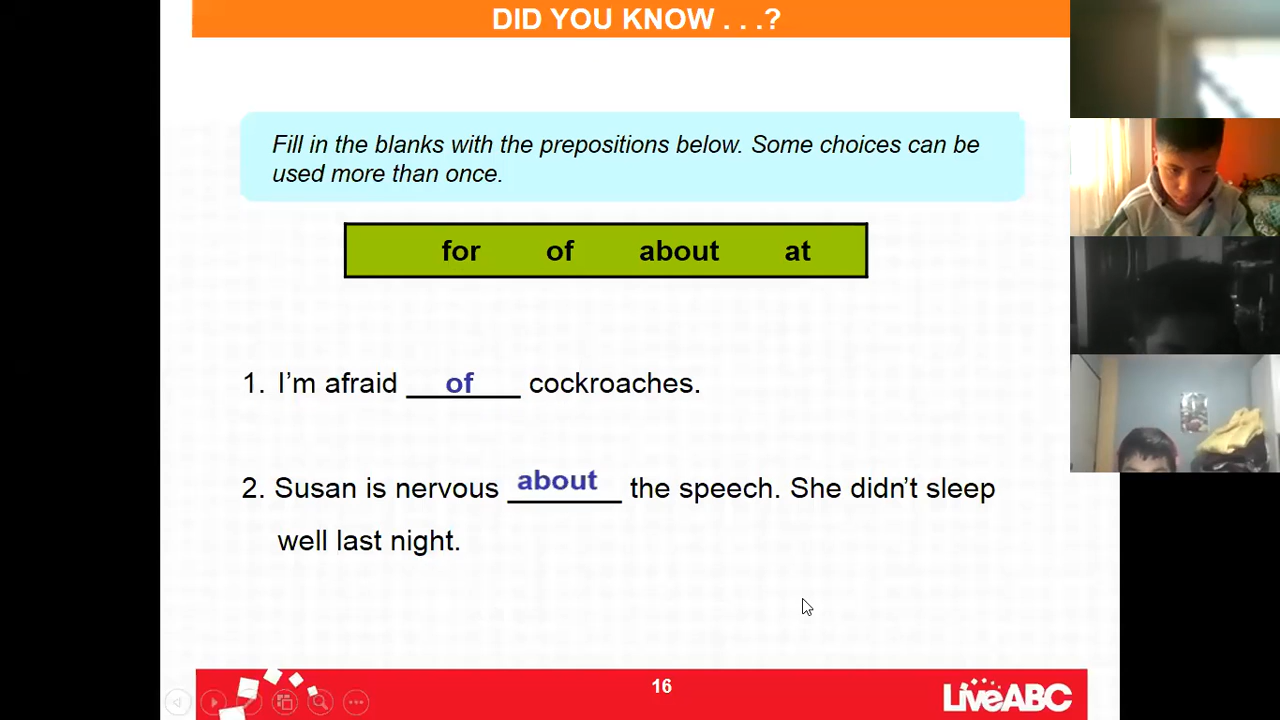 DID YOU KNOW . . .?
Fill in the blanks with the prepositions below. Some choices can be
used more than once.
for of about at
1. I’m afraid of cockroaches.
2. Susan is nervous about the speech. She didn’t sleep
well last night.
16
LiveABC